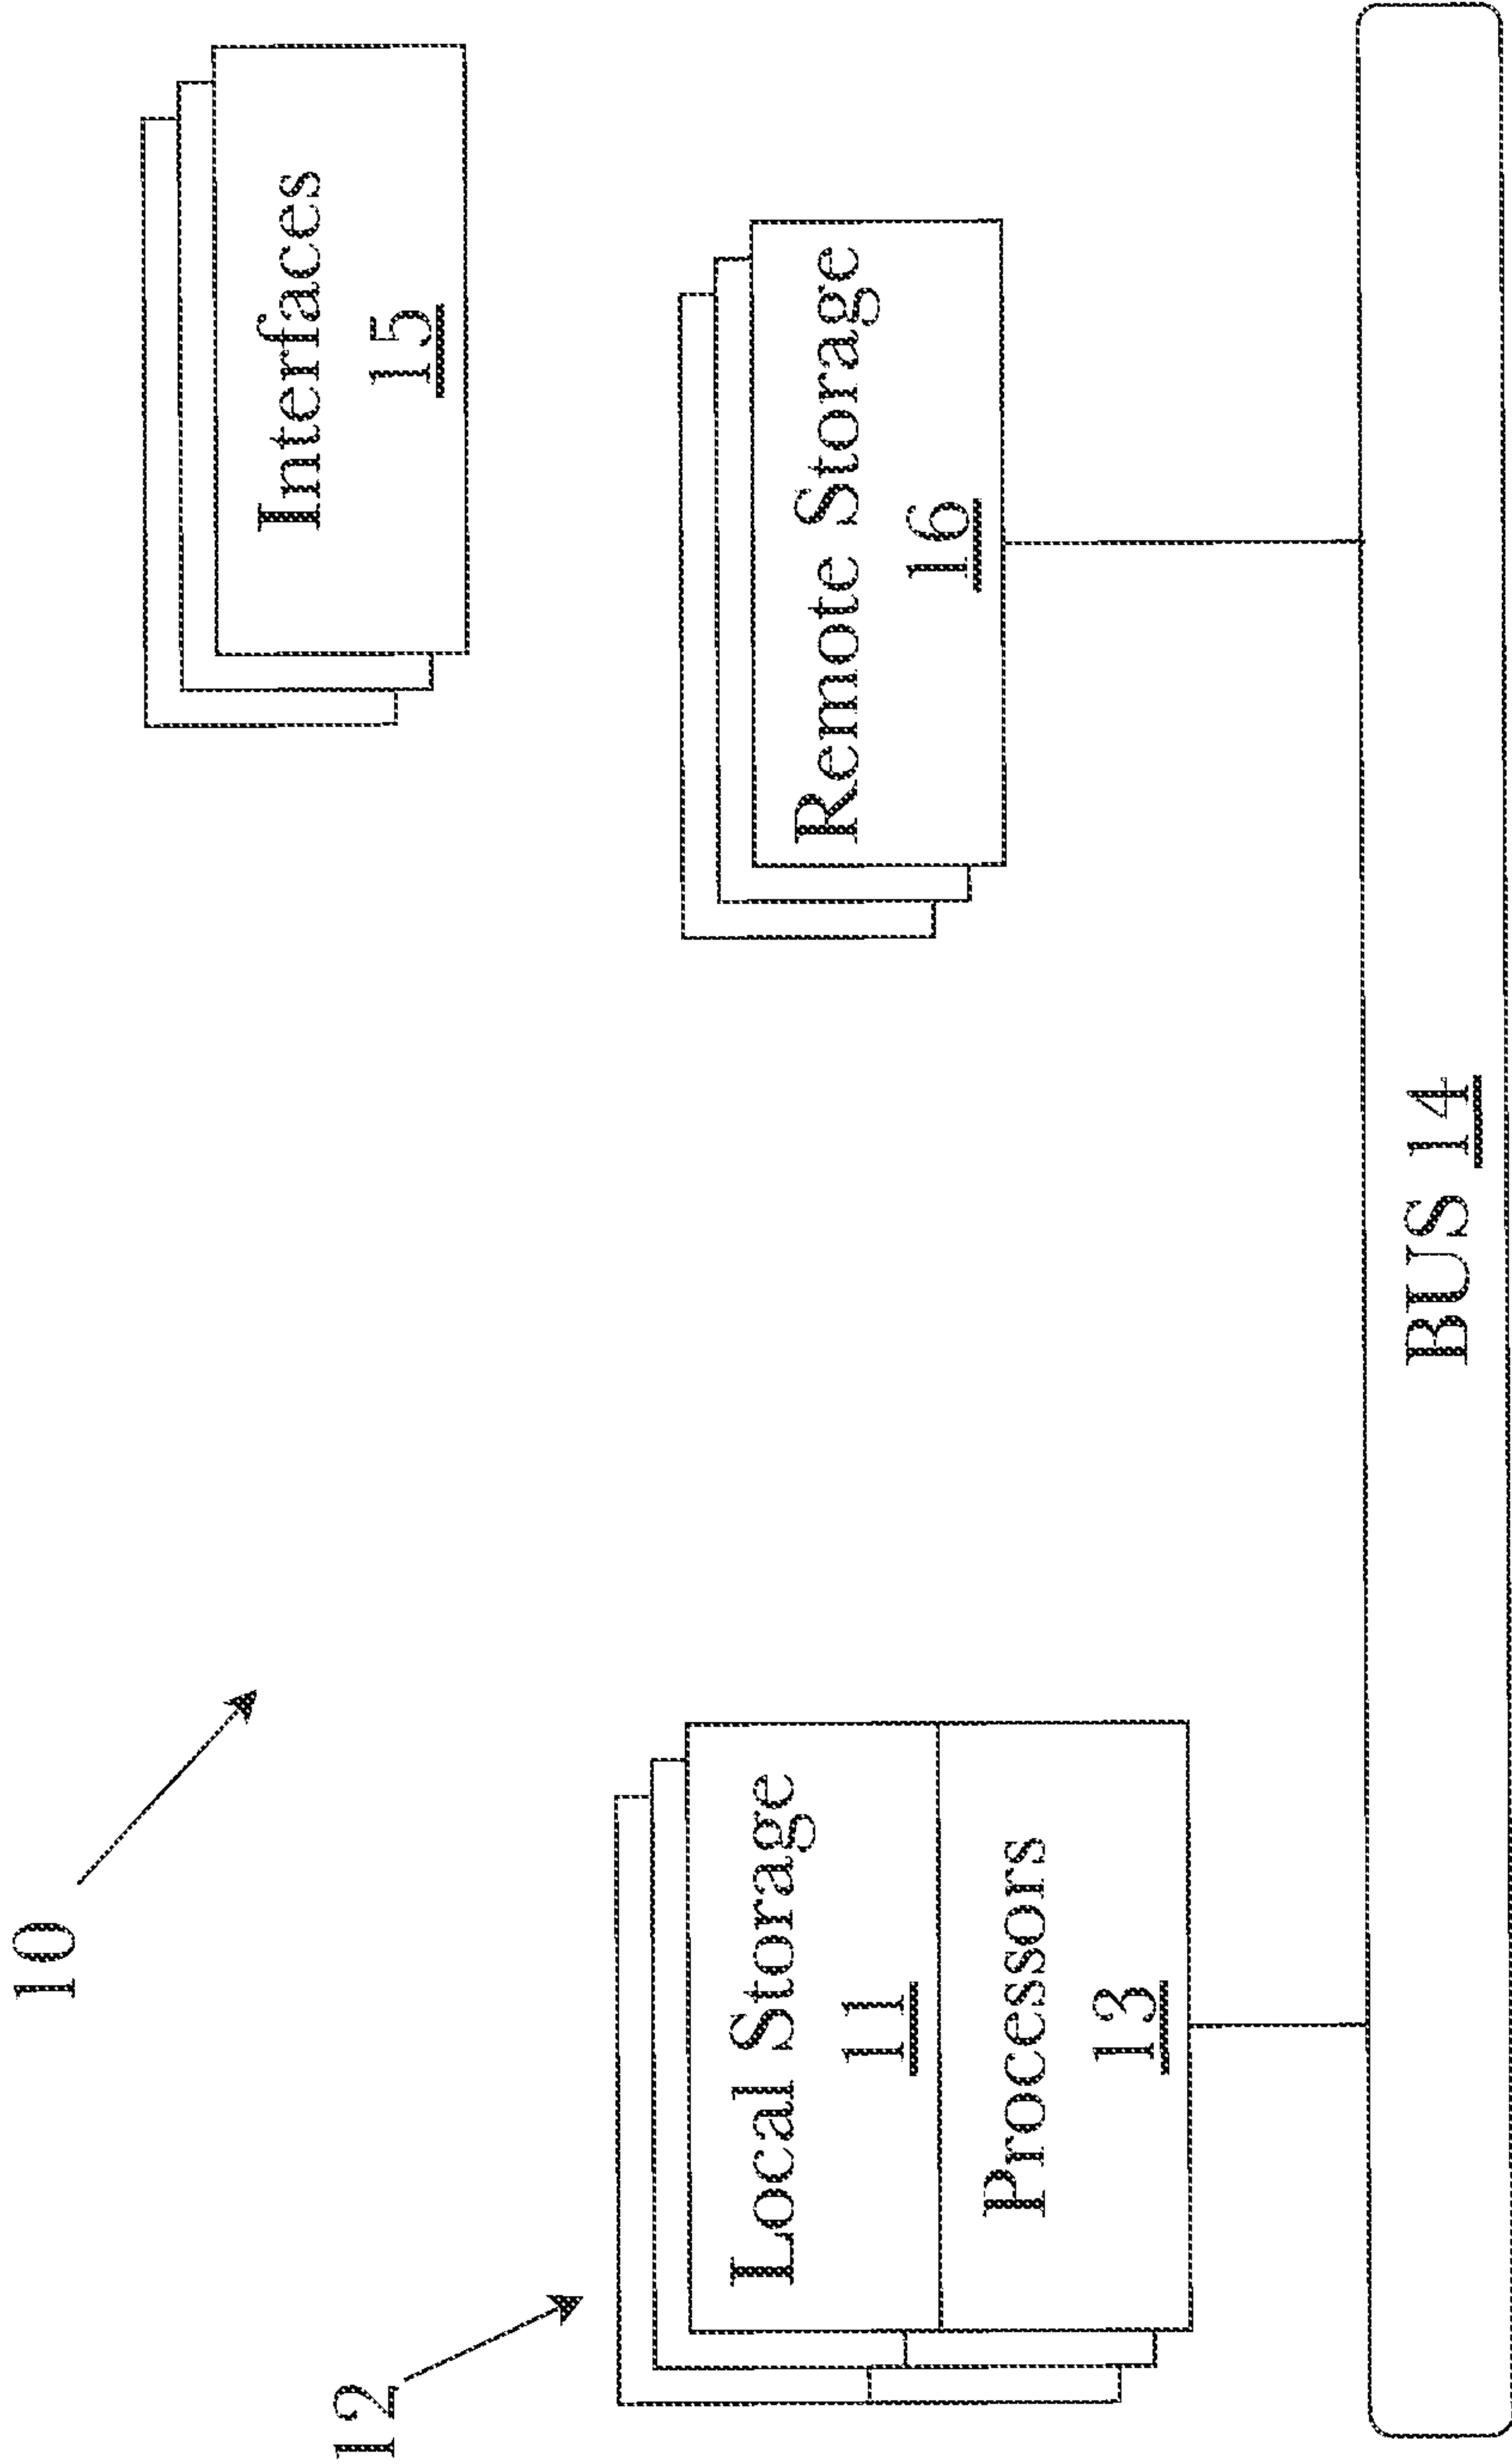 10
12
Interfaces
15
Local Storage
11
Processors
13
Remote Storage
16
BUS 14